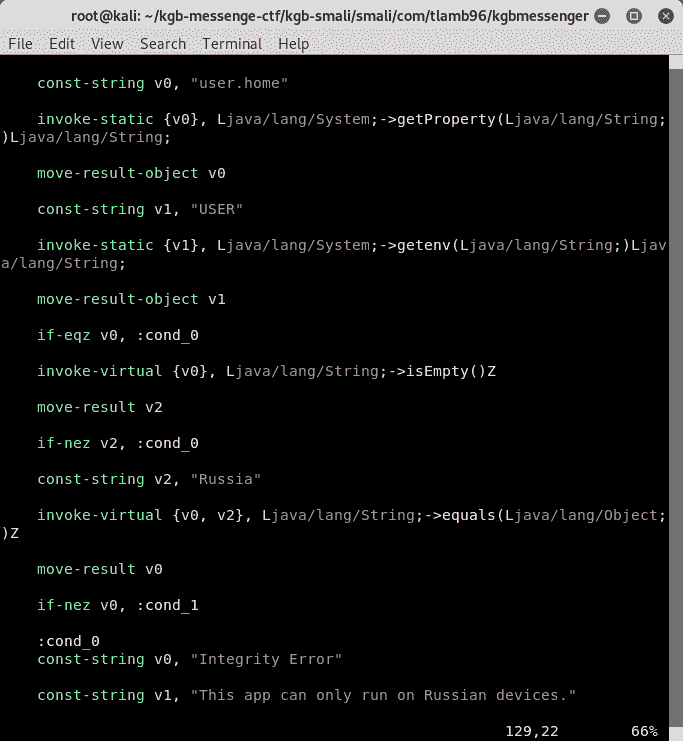 root@kali: ~/kgb-messenge-ctf/kgb-smali/smali/com/tlamb96/kgbmessenger
File Edit View Search Terminal Help
const-string v0, "user.home"
invoke-static {v0}, Ljava/lang/System;->getProperty(Ljava/lang/String;
)Ljava/lang/String;
move-result-object v0
const-string v1, "USER"
invoke-static {v1}, Ljava/lang/System;->getenv(Ljava/lang/String;)Ljav
a/lang/String;
move-result-object v1
if-eqz v0, :cond_0
invoke-virtual {v0}, Ljava/lang/String;->isEmpty()Z
move-result v2
if-nez v2, :cond_0
const-string v2, "Russia"
invoke-virtual {v0, v2}, Ljava/lang/String;->equals(Ljava/lang/Object;
)Z
move-result v0
if-nez v0, :cond_1
:cond_0
const-string v0, "Integrity Error"
const-string v1, "This app can only run on Russian devices."
129,22 66%